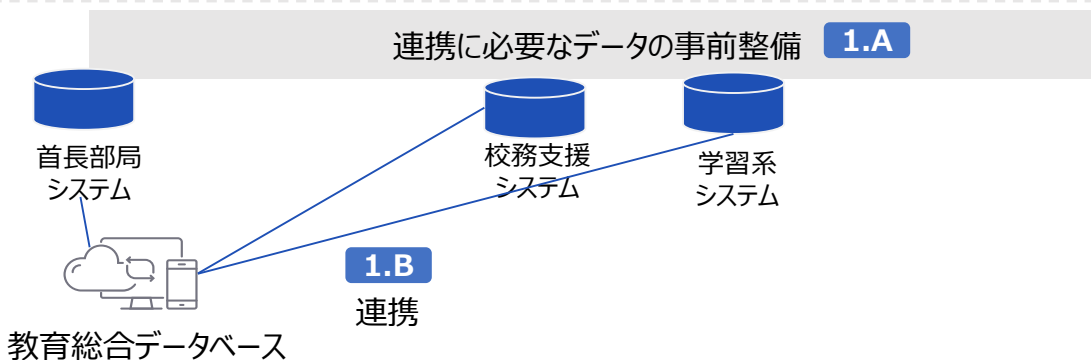 連携に必要なデータの事前整備 1.A
首長部局
システム
校務支援
システム
学習系
システム
1.B
連携
教育総合データベース